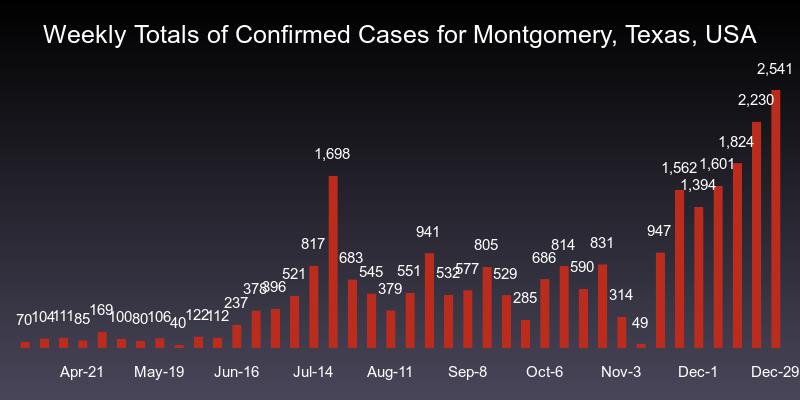 Weekly Totals of Confirmed Cases for Montgomery, Texas, USA
70 104 111 85 169 100 80 106 40 122 112 237 378 396 521 817 1,698 683 545 379 551 941 532 577 805 529 285 686 814 590 831 314 49 947 1,562 1,394 1,601 1,824 2,230 2,541
Apr-21 May-19 Jun-16 Jul-14 Aug-11 Sep-8 Oct-6 Nov-3 Dec-1 Dec-29